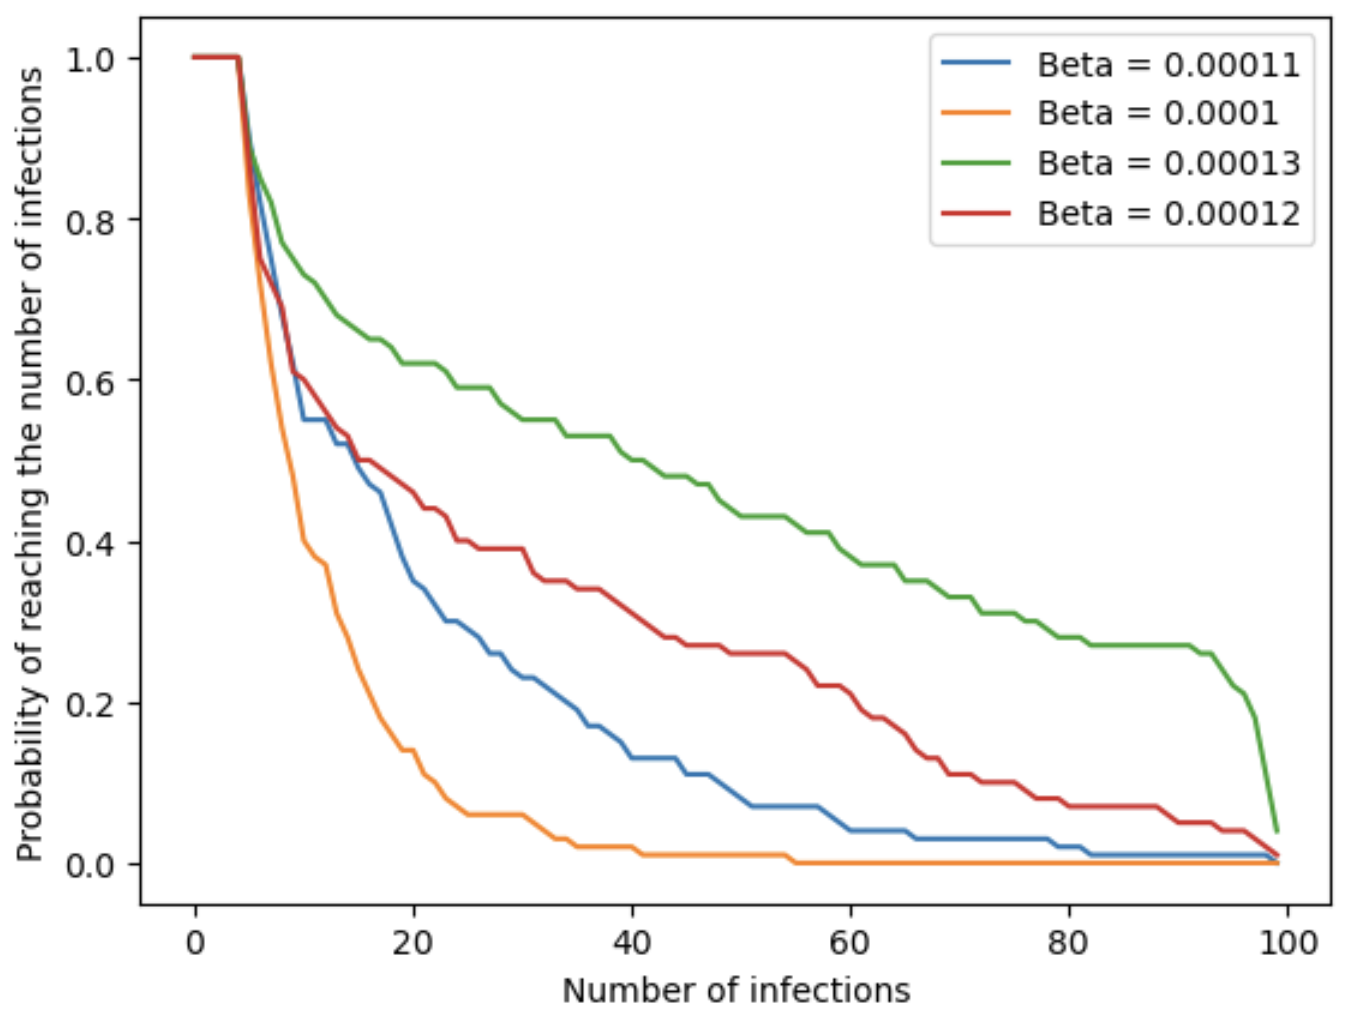 Beta = 0.00011
Beta = 0.0001
Beta = 0.00013
Beta = 0.00012
Probability of reaching the number of infections
1.0
0.8
0.6
0.4
0.2
0.0
0 20 40 60 80 100
Number of infections